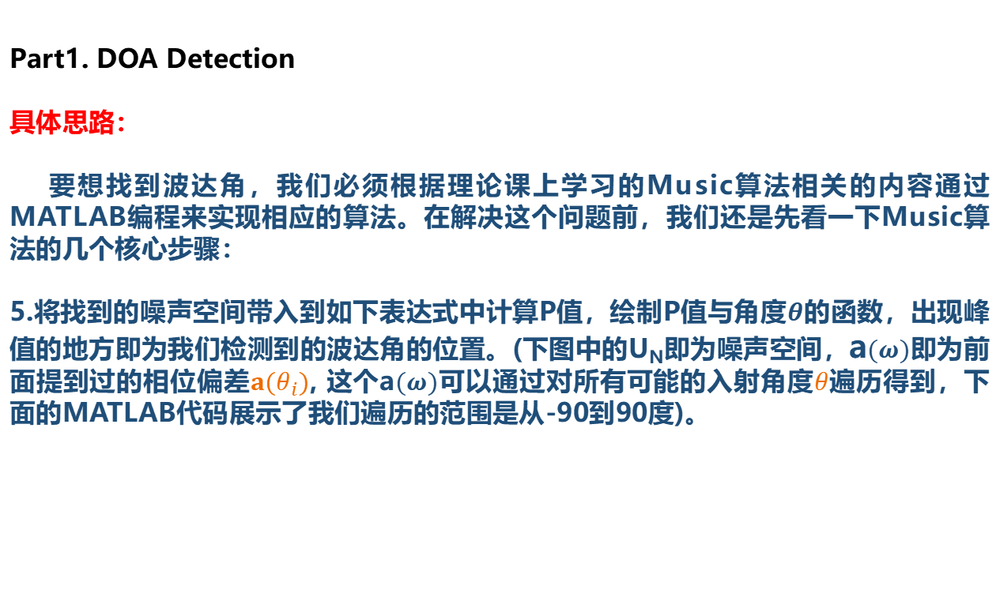 Part1. DOA Detection
具体思路：
要想找到波达角，我们必须根据理论课上学习的Music算法相关的内容通过
MATLAB编程来实现相应的算法。在解决这个问题前，我们还是先看一下Music算
法的几个核心步骤：
5.将找到的噪声空间带入到如下表达式中计算P值，绘制P值与角度θ的函数，出现峰
值的地方即为我们检测到的波达角的位置。(下图中的U_N即为噪声空间，a(ω)即为前
面提到过的相位偏差a(θ_i), 这个a(ω)可以通过对所有可能的入射角度θ遍历得到，下
面的MATLAB代码展示了我们遍历的范围是从-90到90度)。